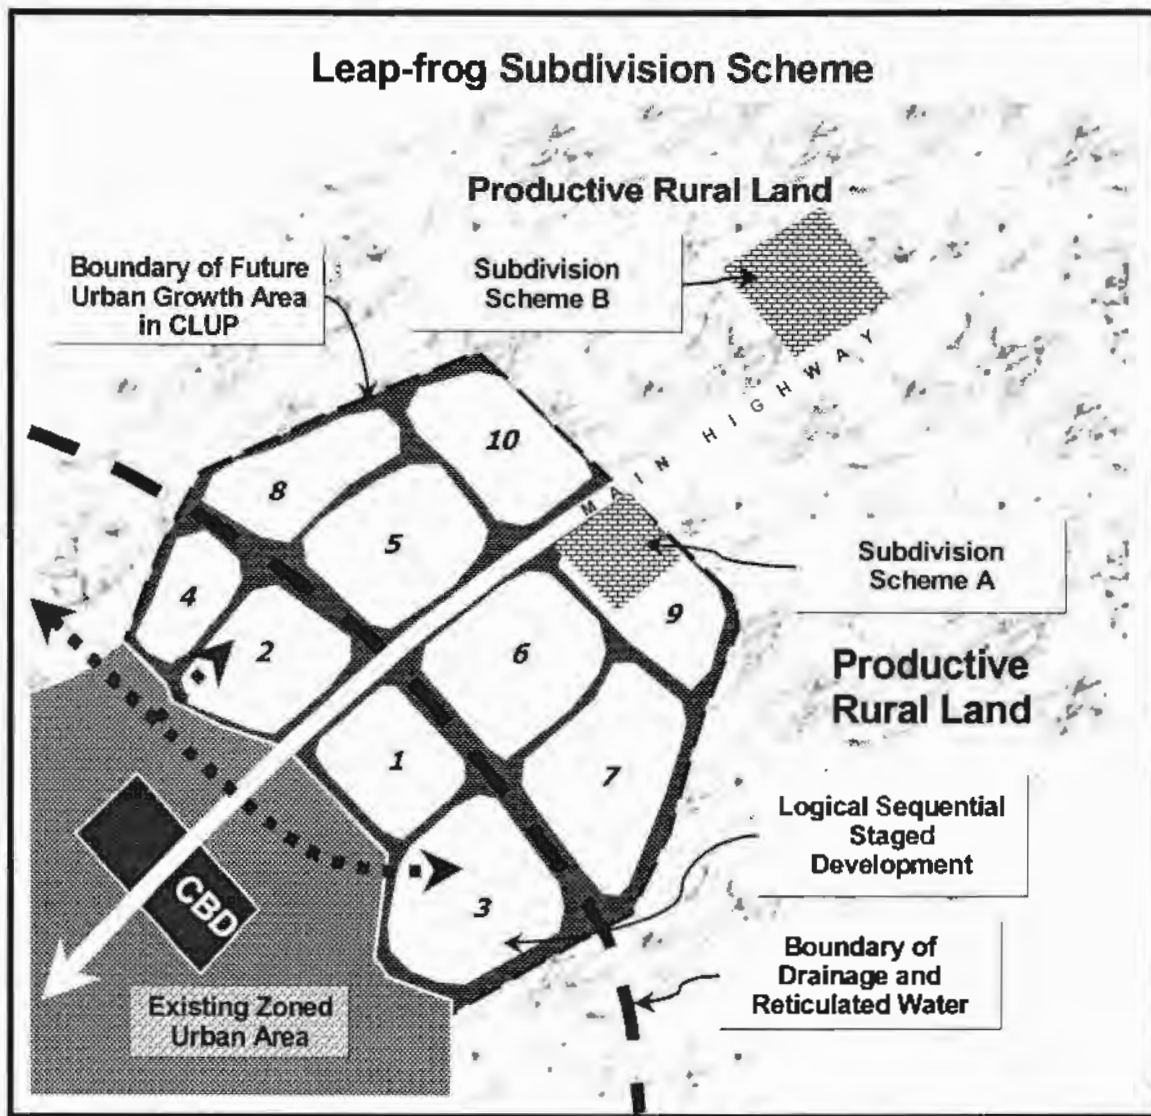 Leap-frog Subdivision Scheme
Productive Rural Land
Boundary of Future
Urban Growth Area
in CLUP
Subdivision
Scheme B
MAIN HIGHWAY
10
8
5
Subdivision
Scheme A
4
2
6
9
Productive
Rural Land
1
7
Logical Sequential
Staged
Development
3
CBD
Boundary of
Drainage and
Reticulated Water
Existing Zoned
Urban Area